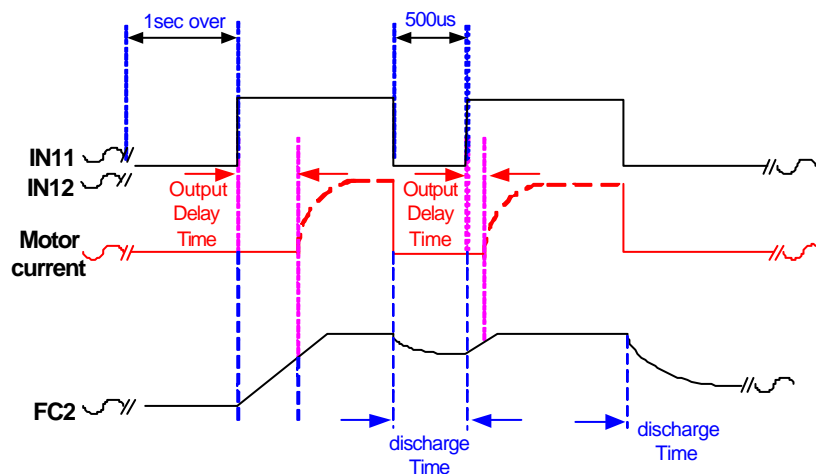 1sec over
500us
IN11
IN12
Output
Delay
Time
Output
Delay
Time
Motor
current
FC2
discharge
Time
discharge
Time